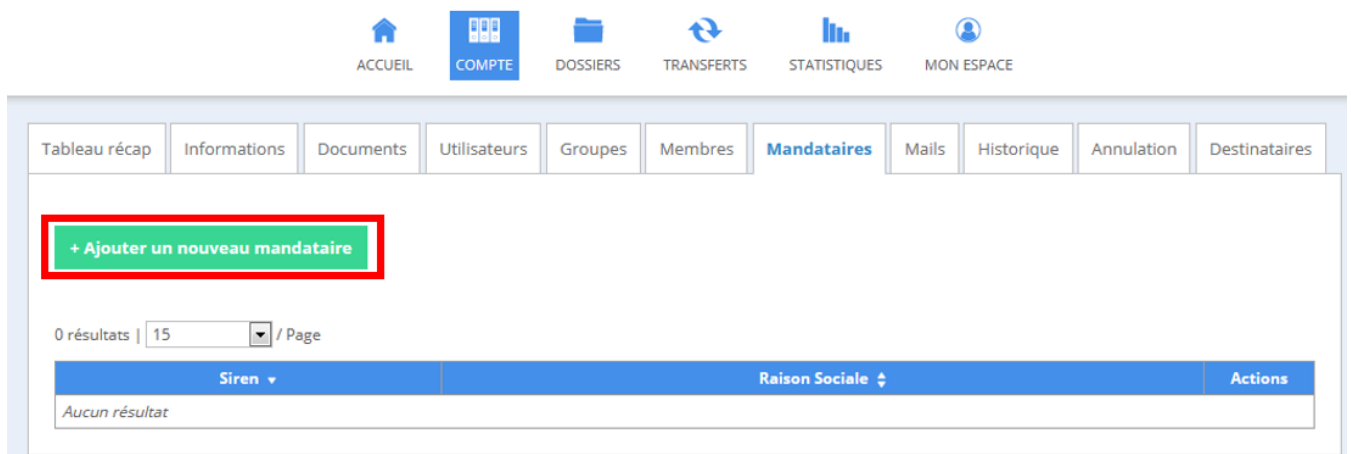 ACCUEIL COMPTE DOSSIERS TRANSFERTS STATISTIQUES MON ESPACE
Tableau récap Informations Documents Utilisateurs Groupes Membres Mandataires Mails Historique Annulation Destinataires
+ Ajouter un nouveau mandataire
0 résultats | 15 / Page
Siren Raison Sociale Actions
Aucun résultat